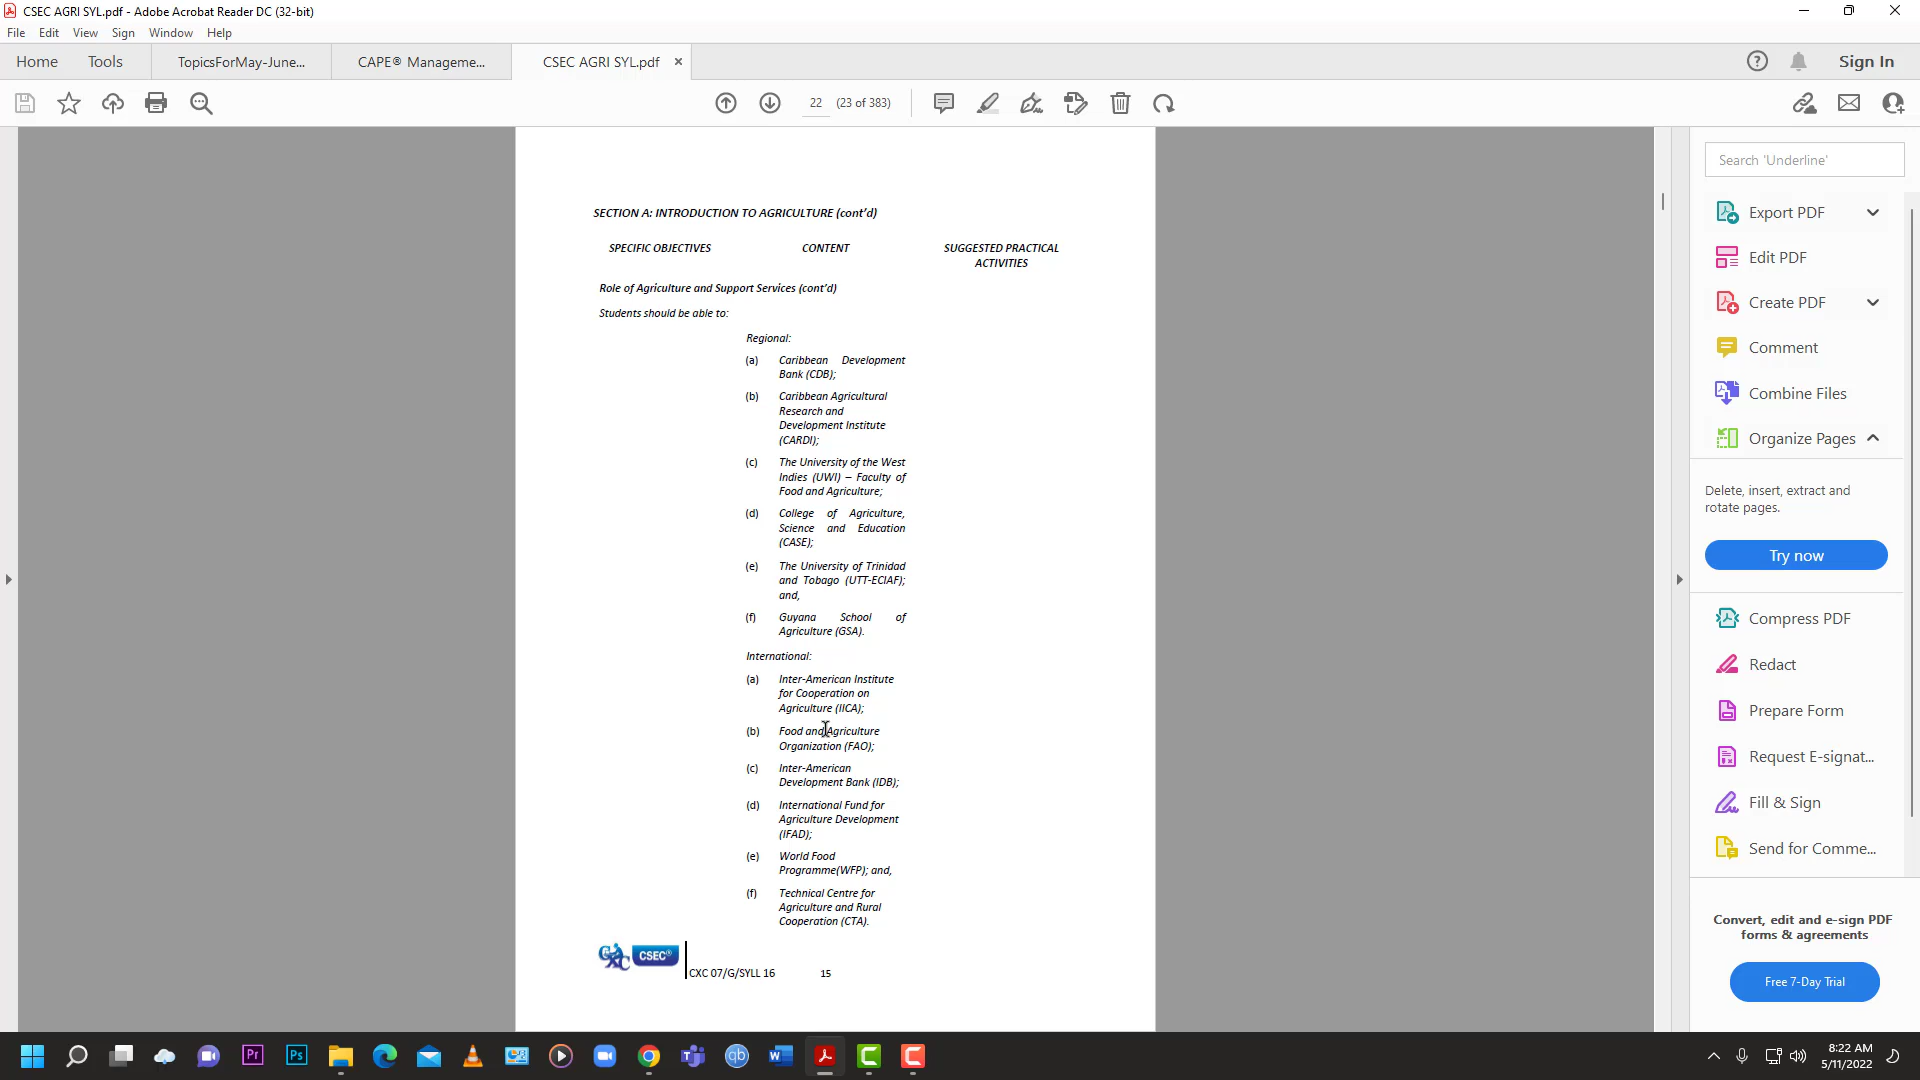 CSEC AGRI SYL.pdf - Adobe Acrobat Reader DC (32-bit)
File Edit View Sign Window Help
Home Tools TopicsForMay-June... CAPE® Manageme... CSEC AGRI SYL.pdf Sign In
22 (23 of 383)
SECTION A: INTRODUCTION TO AGRICULTURE (cont'd)
SPECIFIC OBJECTIVES CONTENT SUGGESTED PRACTICAL
ACTIVITIES
Role of Agriculture and Support Services (cont'd)
Students should be able to:
Regional:
(a) Caribbean Development
Bank (CDB);
(b) Caribbean Agricultural
Research and
Development Institute
(CARDI);
(c) The University of the West
Indies (UWI) – Faculty of
Food and Agriculture;
(d) College of Agriculture,
Science and Education
(CASE);
(e) The University of Trinidad
and Tobago (UTT-ECIAF);
and,
(f) Guyana School of
Agriculture (GSA).
International:
(a) Inter-American Institute
for Cooperation on
Agriculture (IICA);
(b) Food and Agriculture
Organization (FAO);
(c) Inter-American
Development Bank (IDB);
(d) International Fund for
Agriculture Development
(IFAD);
(e) World Food
Programme(WFP); and,
(f) Technical Centre for
Agriculture and Rural
Cooperation (CTA).
CXC CSEC®
CXC 07/G/SYLL 16 15
Search 'Underline'
Export PDF
Edit PDF
Create PDF
Comment
Combine Files
Organize Pages
Delete, insert, extract and
rotate pages.
Try now
Compress PDF
Redact
Prepare Form
Request E-signat...
Fill & Sign
Send for Comme...
Convert, edit and e-sign PDF
forms & agreements
Free 7-Day Trial
Pr Ps qb W
8:22 AM
5/11/2022